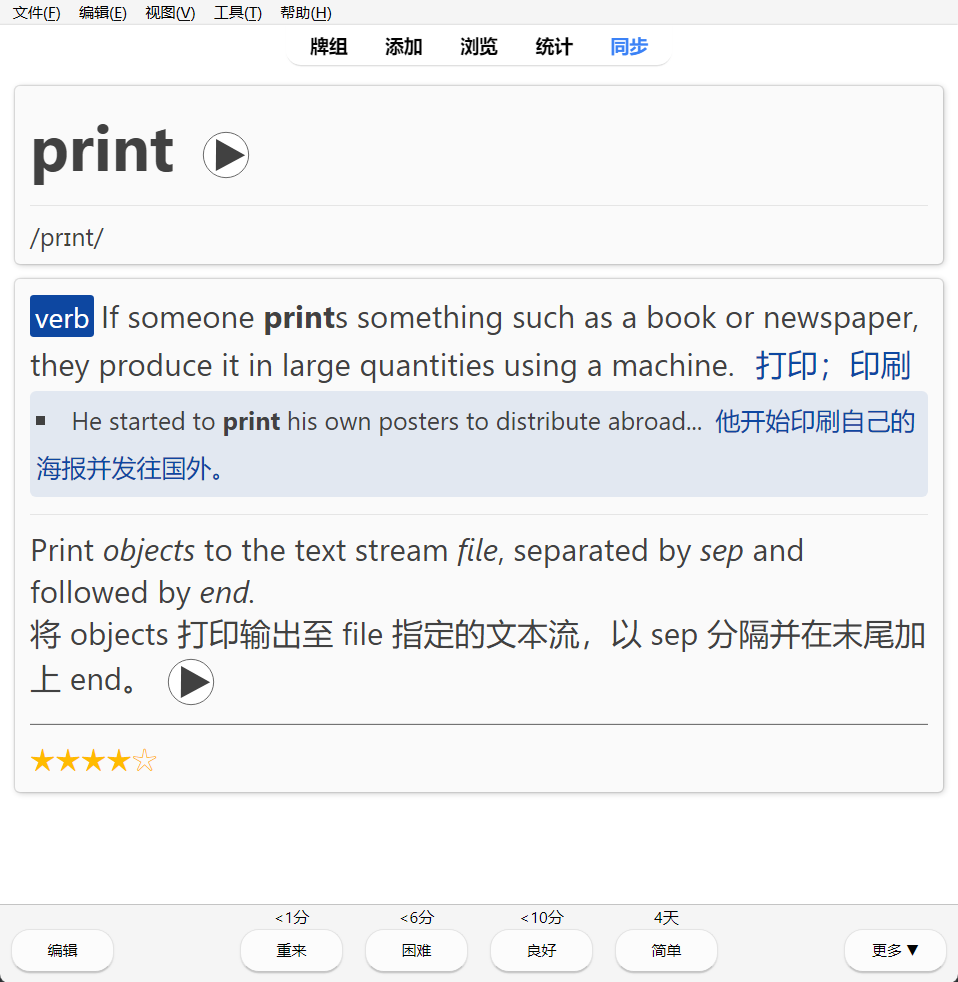 文件(F) 编辑(E) 视图(V) 工具(T) 帮助(H)
牌组 添加 浏览 统计 同步
print
/prɪnt/
verb If someone prints something such as a book or newspaper,
they produce it in large quantities using a machine. 打印；印刷
▪ He started to print his own posters to distribute abroad... 他开始印刷自己的
海报并发往国外。
Print objects to the text stream file, separated by sep and
followed by end.
将 objects 打印输出至 file 指定的文本流，以 sep 分隔并在末尾加
上 end。
★★★★☆
<1分 <6分 <10分 4天
编辑 重来 困难 良好 简单 更多▼